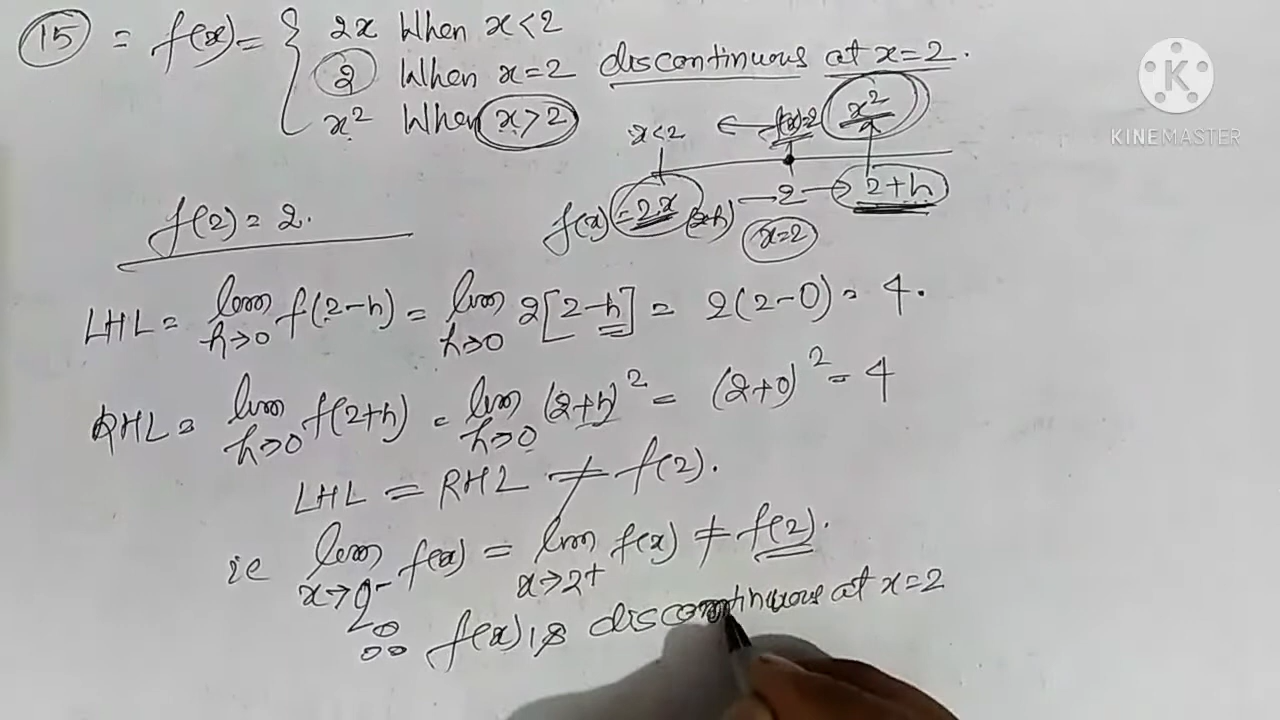 15 = f(x) = { 2x When x<2
2 When x=2 discontinuous at x=2.
x² When x>2
x<2 ← f(x)=2 x²
f(2) = 2. f(x) = 2x (2-h) — 2 → 2+h
x=2
LHL = lim h→0 f(2-h) = lim h→0 2[2-h] = 2(2-0) = 4.
RHL = lim h→0 f(2+h) = lim h→0 (2+h)² = (2+0)² = 4
LHL = RHL ≠ f(2).
ie lim x→2⁻ f(x) = lim x→2+ f(x) ≠ f(2).
∴ f(x) is discontinuous at x=2
K
KINEMASTER